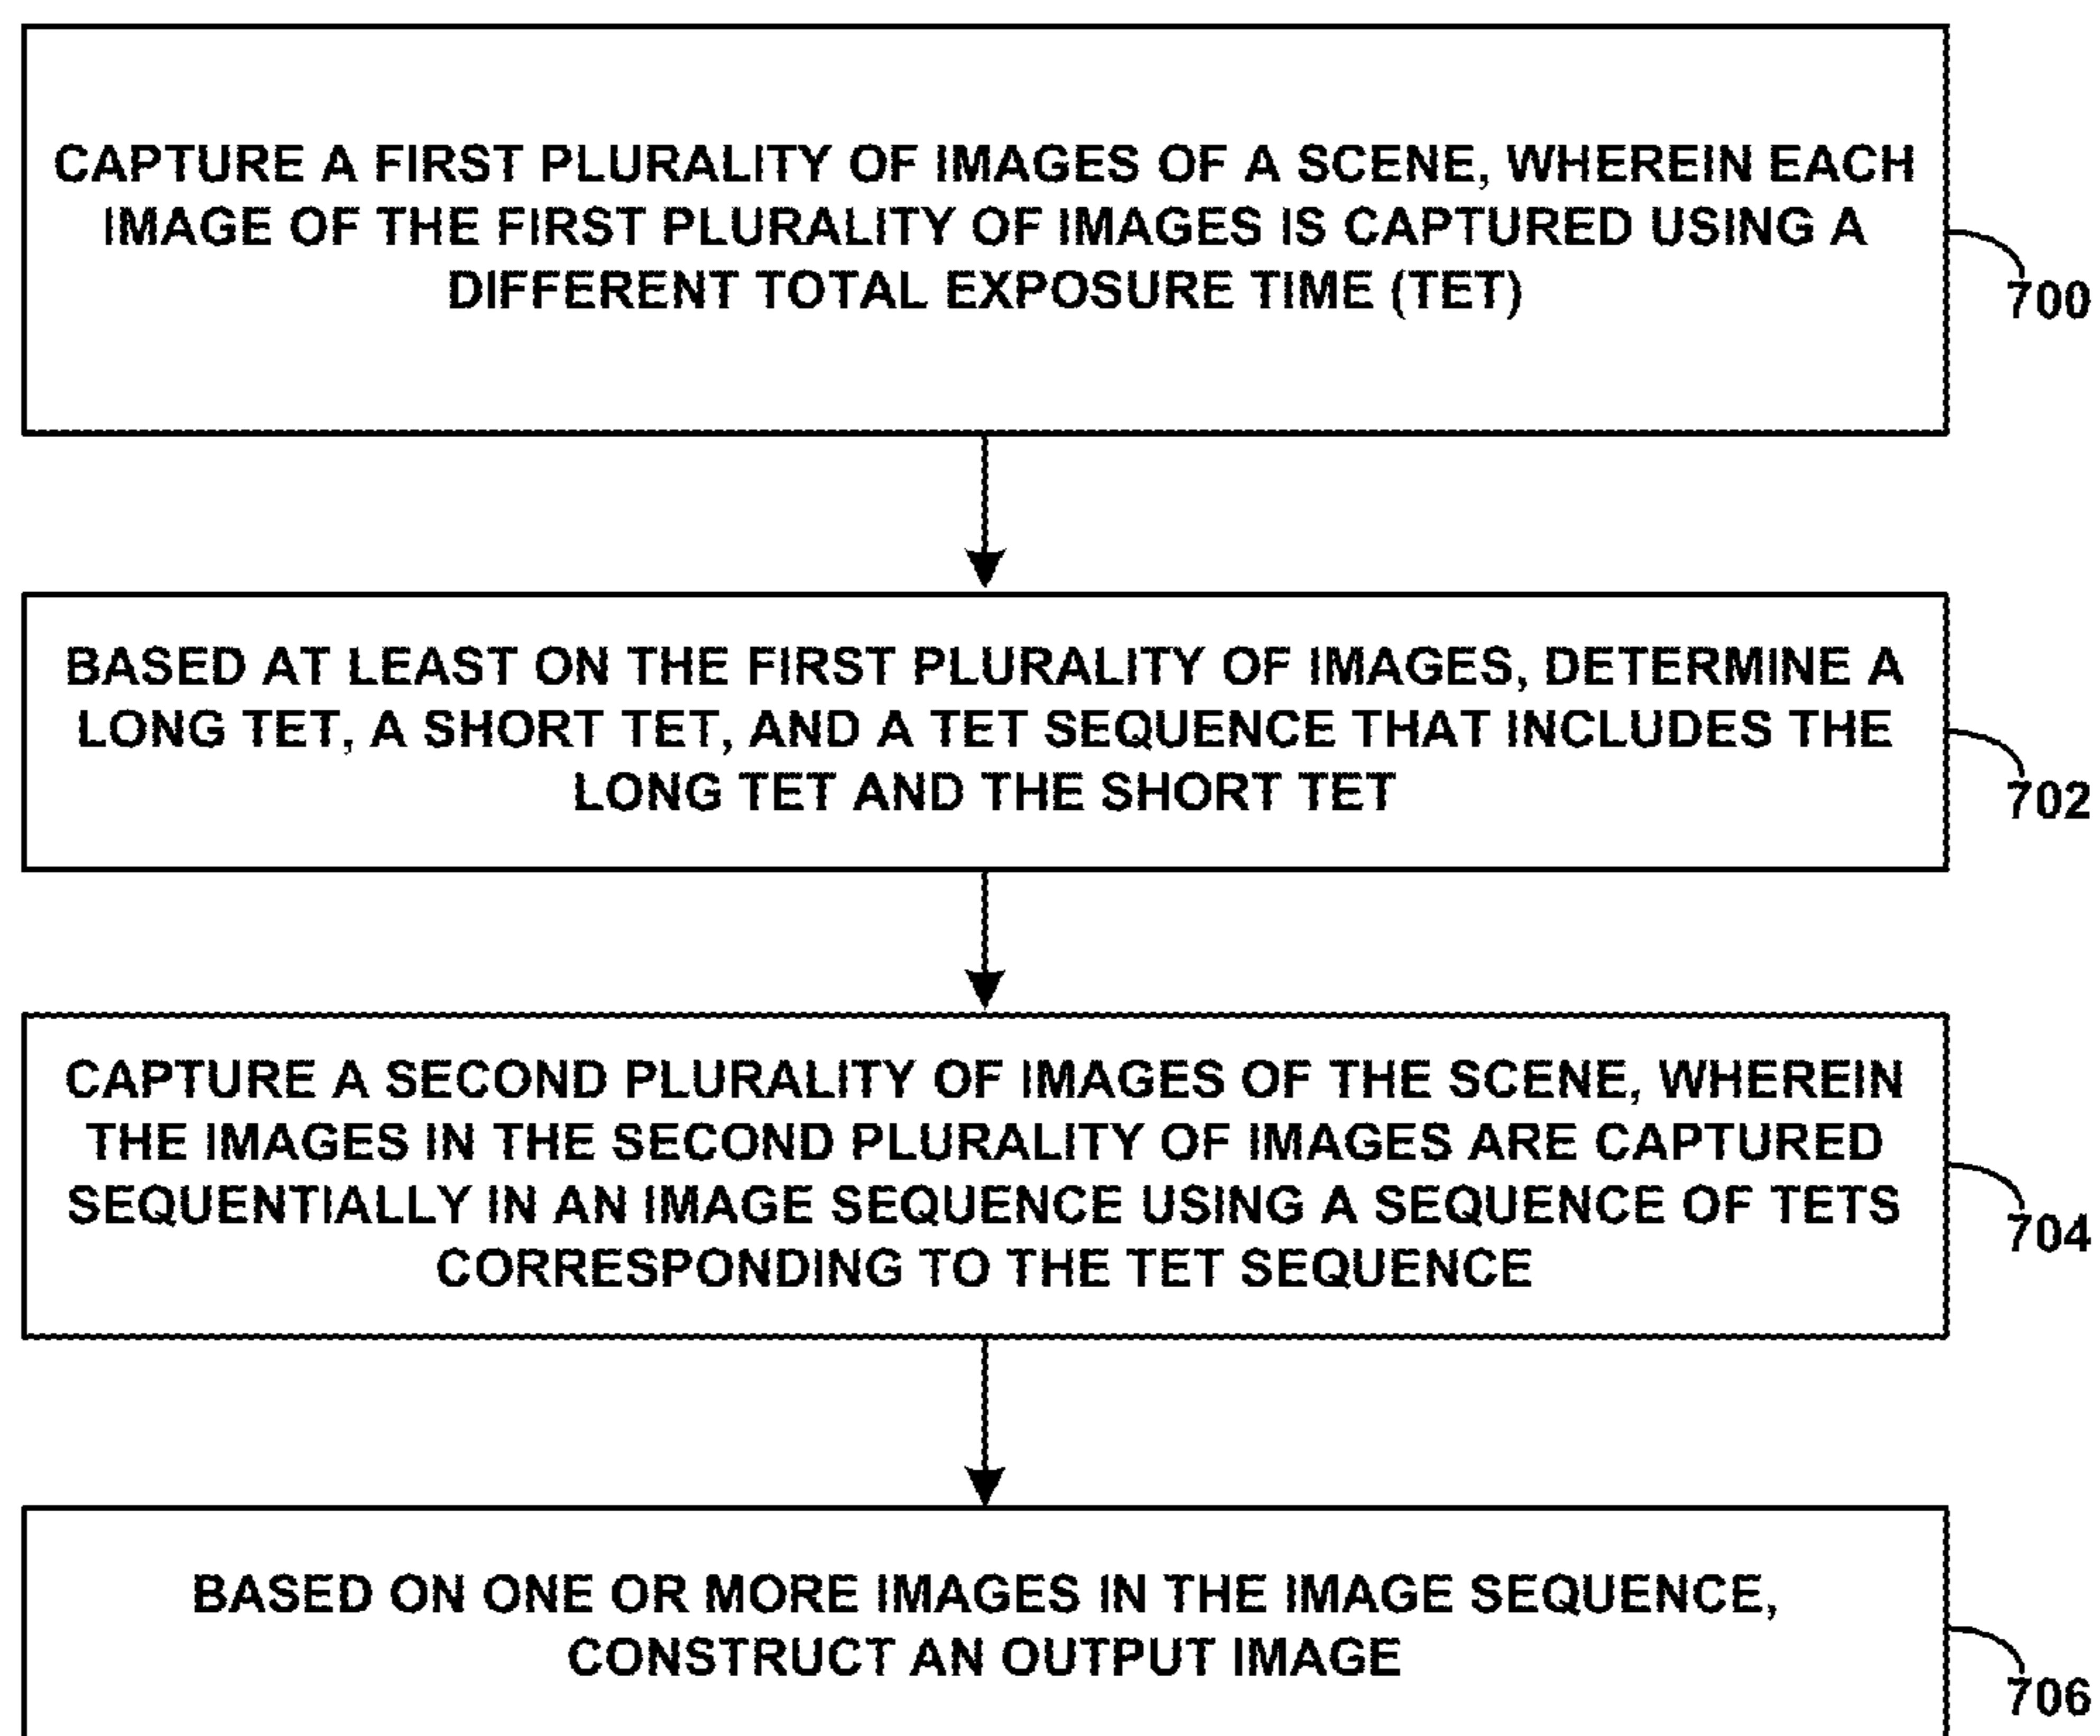 CAPTURE A FIRST PLURALITY OF IMAGES OF A SCENE, WHEREIN EACH
IMAGE OF THE FIRST PLURALITY OF IMAGES IS CAPTURED USING A
DIFFERENT TOTAL EXPOSURE TIME (TET)
700
BASED AT LEAST ON THE FIRST PLURALITY OF IMAGES, DETERMINE A
LONG TET, A SHORT TET, AND A TET SEQUENCE THAT INCLUDES THE
LONG TET AND THE SHORT TET
702
CAPTURE A SECOND PLURALITY OF IMAGES OF THE SCENE, WHEREIN
THE IMAGES IN THE SECOND PLURALITY OF IMAGES ARE CAPTURED
SEQUENTIALLY IN AN IMAGE SEQUENCE USING A SEQUENCE OF TETS
CORRESPONDING TO THE TET SEQUENCE
704
BASED ON ONE OR MORE IMAGES IN THE IMAGE SEQUENCE,
CONSTRUCT AN OUTPUT IMAGE
706